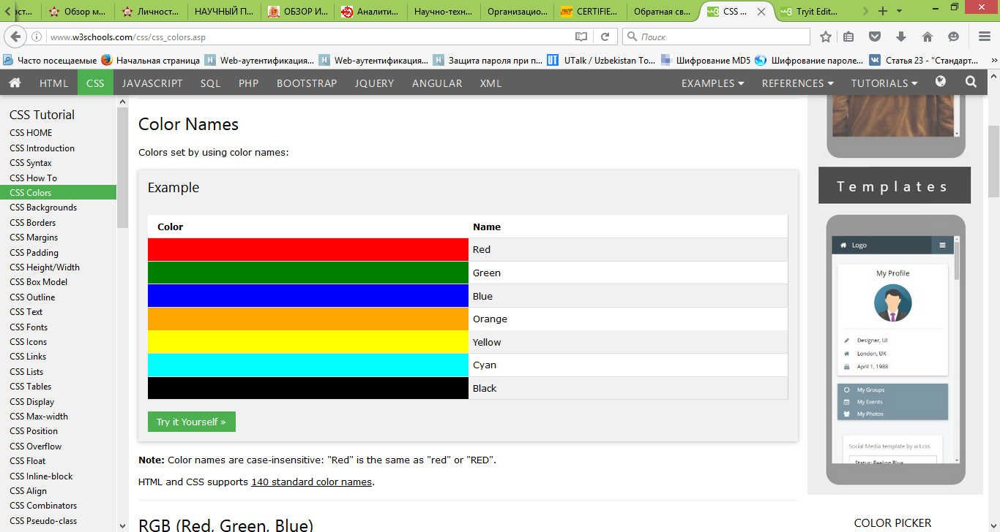 ост... Обзор м... Личност... НАУЧНЫЙ П... ОБЗОР И... Аналити... Научно-техн... Организацио... CERTIFIE... Обратная св... CSS ... Tryit Edit...
www.w3schools.com/css/css_colors.asp Поиск
Часто посещаемые Начальная страница Web-аутентификация... Web-аутентификация... Защита пароля при п... UTalk / Uzbekistan To... Шифрование MD5 Шифрование пароле... Статья 23 - "Стандарт...
HTML CSS JAVASCRIPT SQL PHP BOOTSTRAP JQUERY ANGULAR XML EXAMPLES REFERENCES TUTORIALS
CSS Tutorial
CSS HOME
CSS Introduction
CSS Syntax
CSS How To
CSS Colors
CSS Backgrounds
CSS Borders
CSS Margins
CSS Padding
CSS Height/Width
CSS Box Model
CSS Outline
CSS Text
CSS Fonts
CSS Icons
CSS Links
CSS Lists
CSS Tables
CSS Display
CSS Max-width
CSS Position
CSS Overflow
CSS Float
CSS Inline-block
CSS Align
CSS Combinators
CSS Pseudo-class
Color Names
Colors set by using color names:
Example
Color Name
Red
Green
Blue
Orange
Yellow
Cyan
Black
Try it Yourself »
Note: Color names are case-insensitive: "Red" is the same as "red" or "RED".
HTML and CSS supports 140 standard color names.
RGB (Red, Green, Blue)
Templates
Logo
My Profile
Designer, UI
London, UK
April 1, 1988
My Groups
My Events
My Photos
Social Media template by w3.css
Status: Feeling Blue
COLOR PICKER